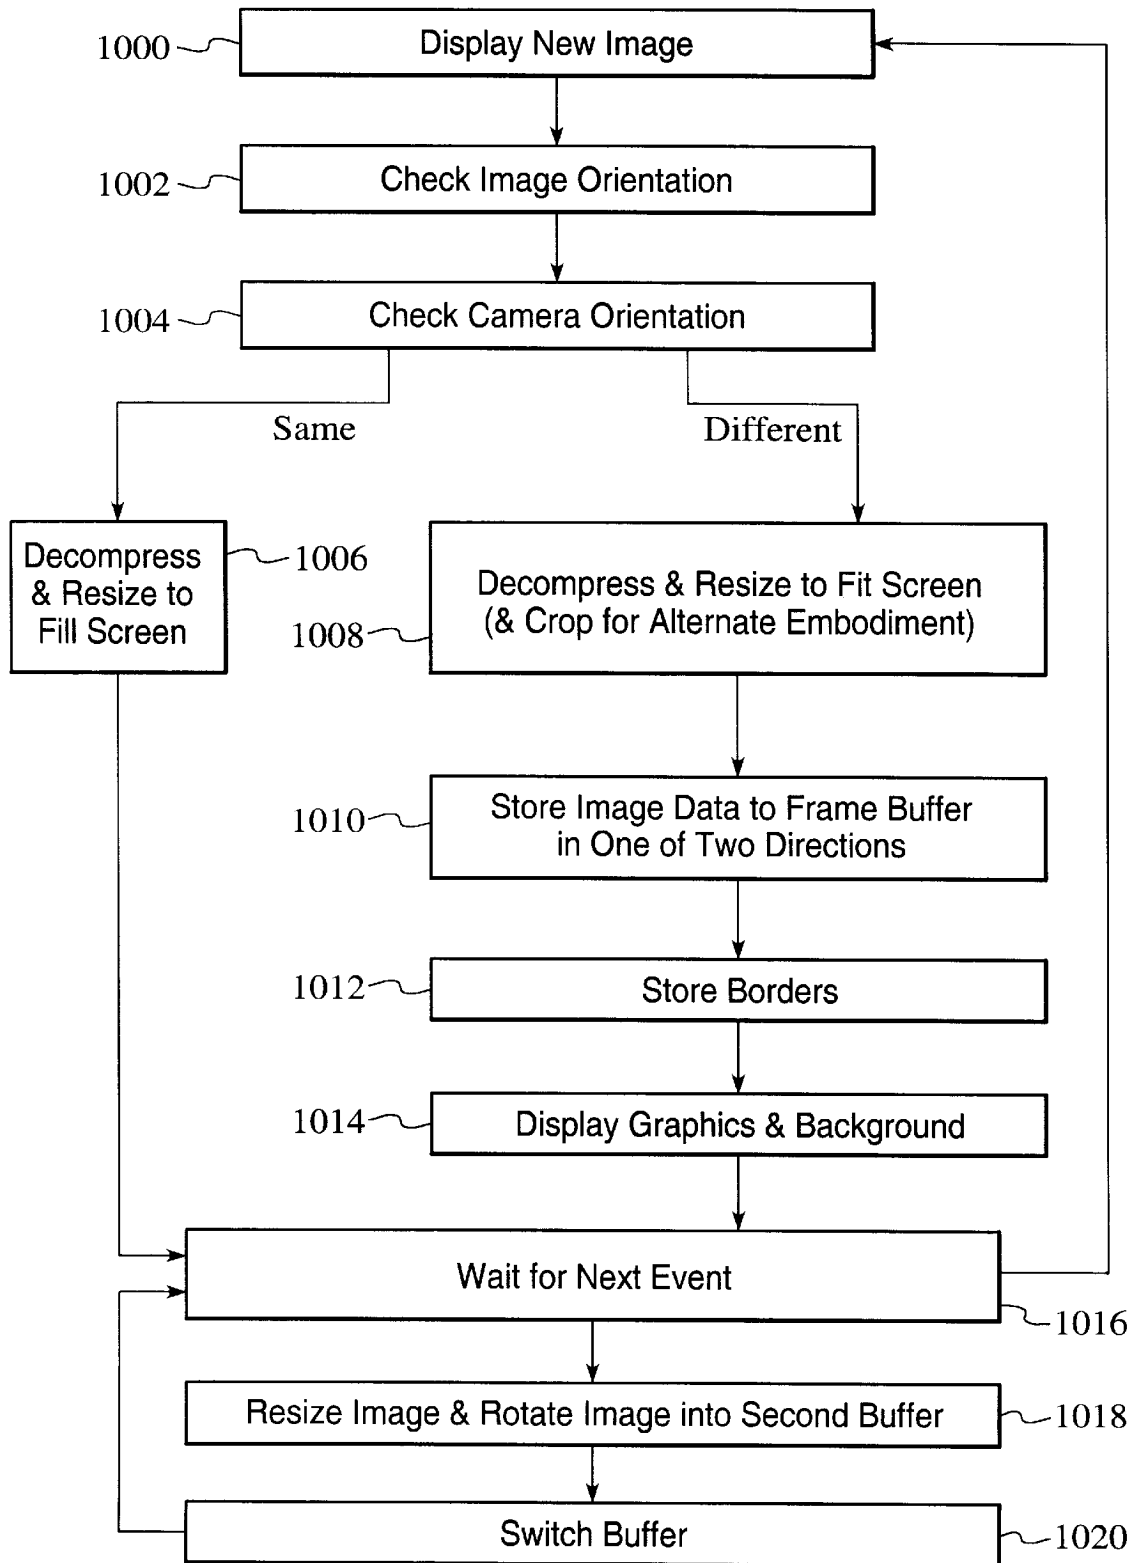 1000
Display New Image
1002
Check Image Orientation
1004
Check Camera Orientation
Same
Different
Decompress
& Resize to
Fill Screen
1006
Decompress & Resize to Fit Screen
(& Crop for Alternate Embodiment)
1008
Store Image Data to Frame Buffer
in One of Two Directions
1010
1012
Store Borders
1014
Display Graphics & Background
Wait for Next Event
1016
Resize Image & Rotate Image into Second Buffer
1018
Switch Buffer
1020